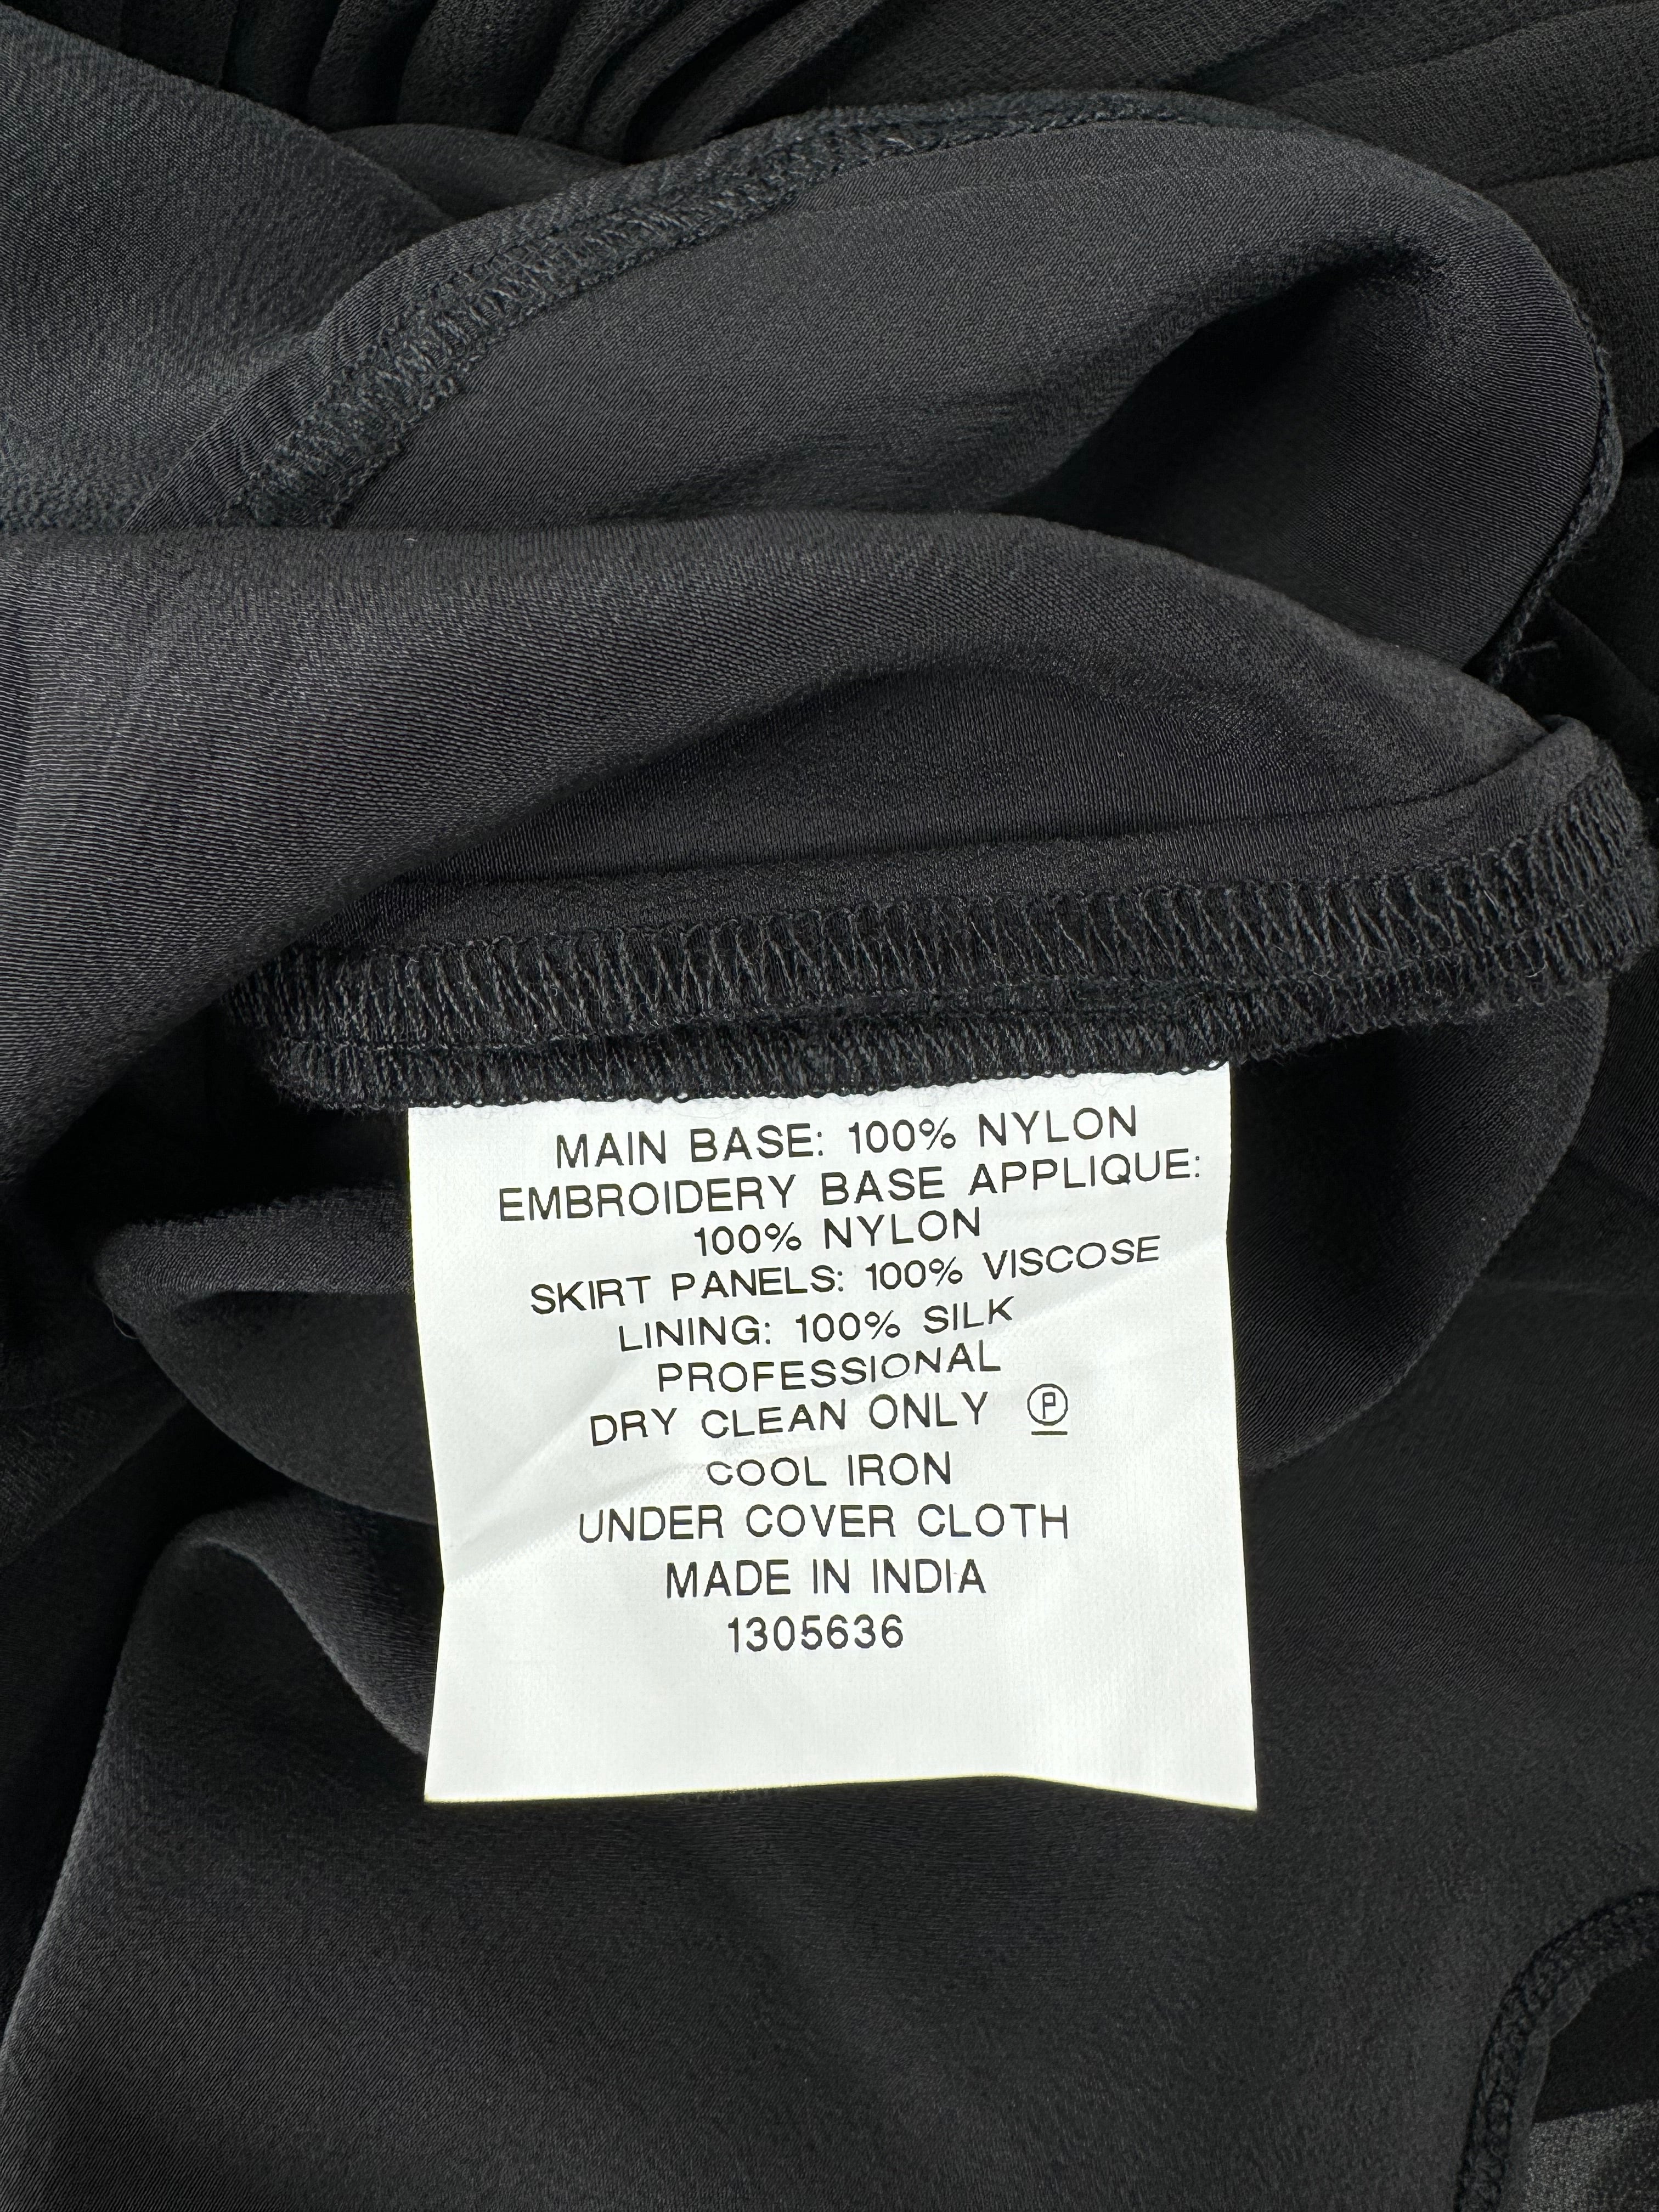 MAIN BASE: 100% NYLON
EMBROIDERY BASE APPLIQUE:
100% NYLON
SKIRT PANELS: 100% VISCOSE
LINING: 100% SILK
PROFESSIONAL
DRY CLEAN ONLY Ⓟ
COOL IRON
UNDER COVER CLOTH
MADE IN INDIA
1305636